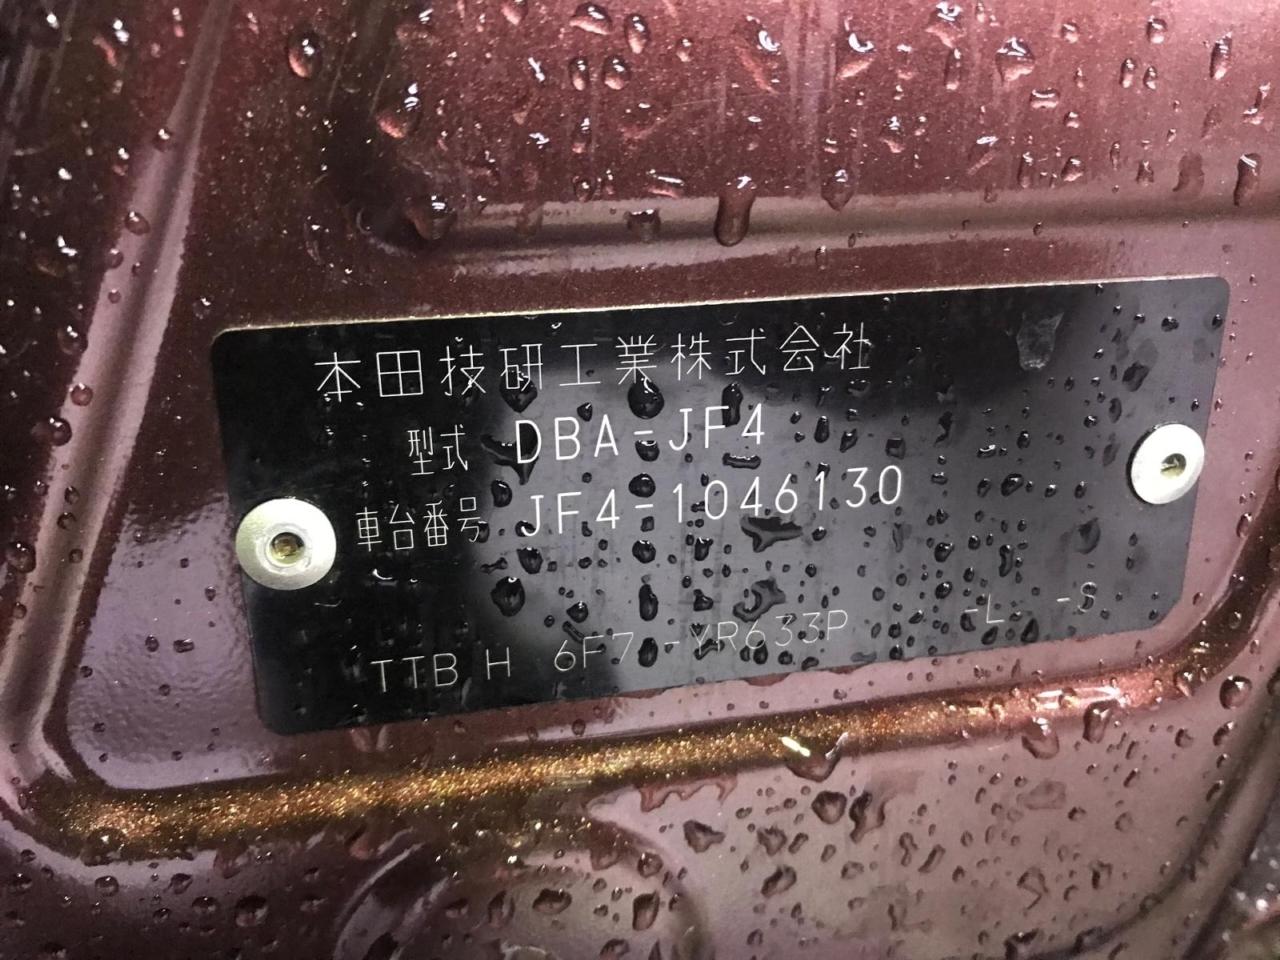 本田技研工業株式会社
型式 DBA-JF4
車台番号 JF4-1046130
TTB H 6F7 -YR633P -L -S